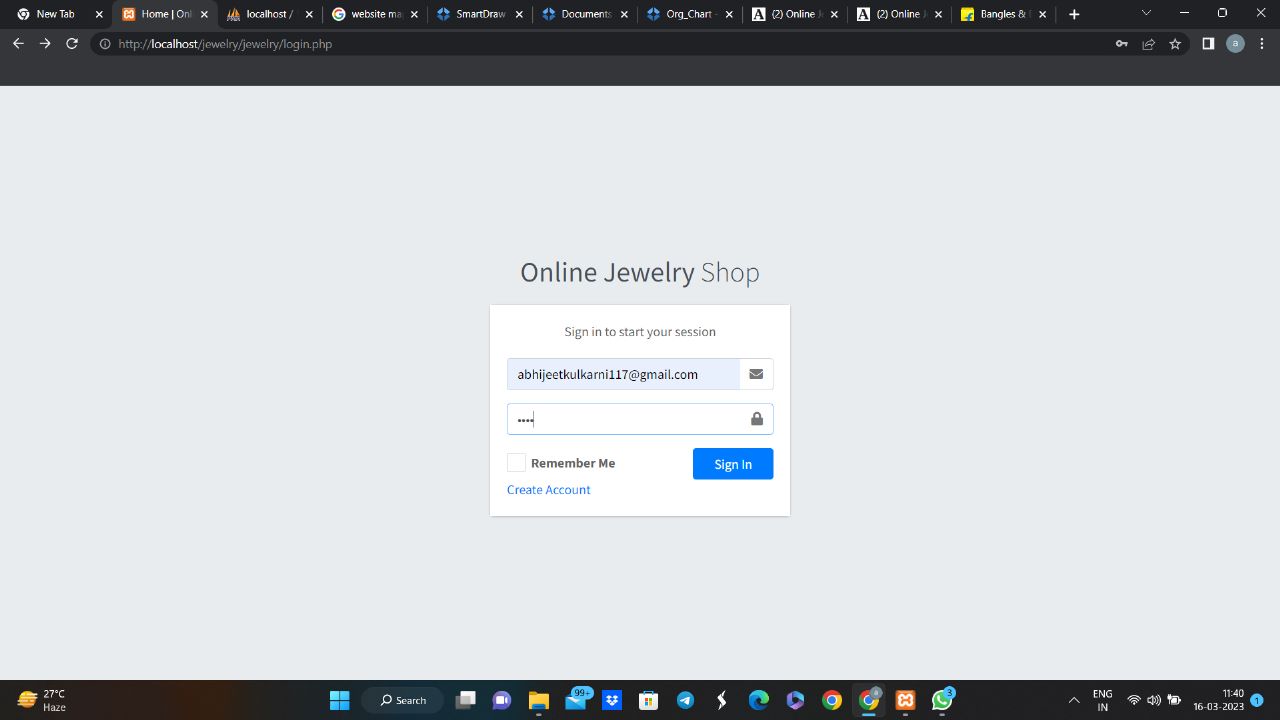 New Tab
Home | Onl
localhost /
website ma
SmartDraw
Documents
Org_Chart -
(2) Online J
(2) Online J
Bangles &
http://localhost/jewelry/jewelry/login.php
a
Online Jewelry Shop
Sign in to start your session
abhijeetkulkarni117@gmail.com
••••
Remember Me
Sign In
Create Account
27°C
Haze
Search
99+
3
ENG
IN
11:40
16-03-2023
1